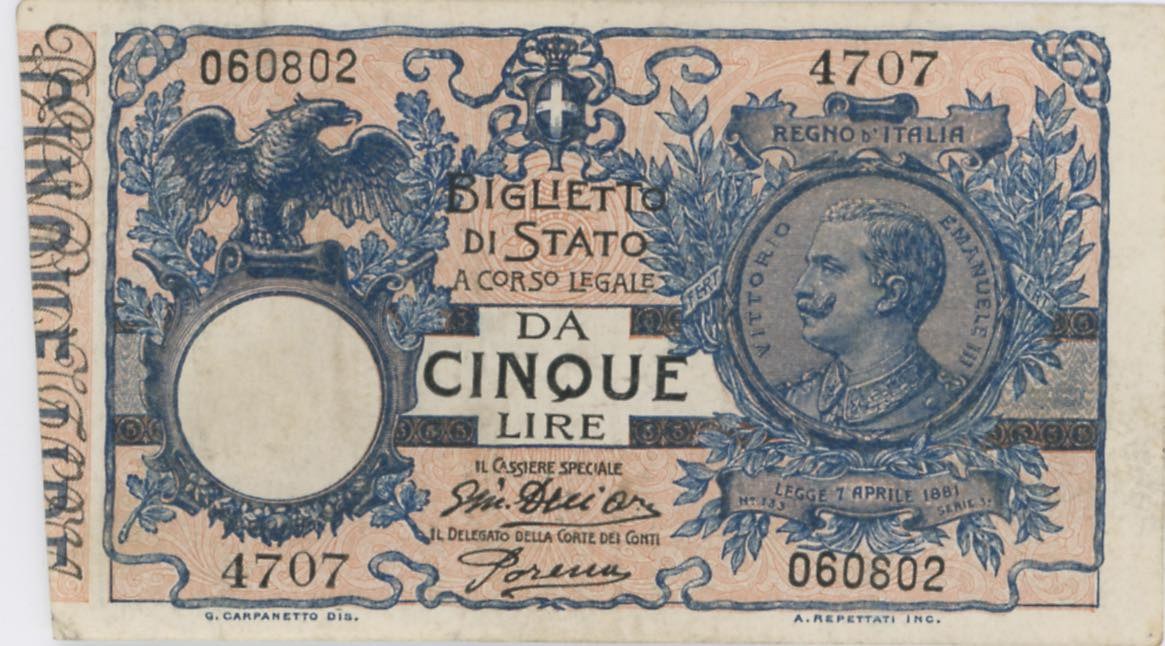 060802
4707
REGNO D'ITALIA
BIGLIETTO
DI STATO
A CORSO LEGALE
VITTORIO EMANUELE III
FERT FERT
DA
CINQUE
LIRE
IL CASSIERE SPECIALE
IL DELEGATO DELLA CORTE DEI CONTI
LEGGE 7 APRILE 1881
Nº 133 SERIE 3ª
4707
060802
G. CARPANETTO DIS.
A. REPETTATI INC.